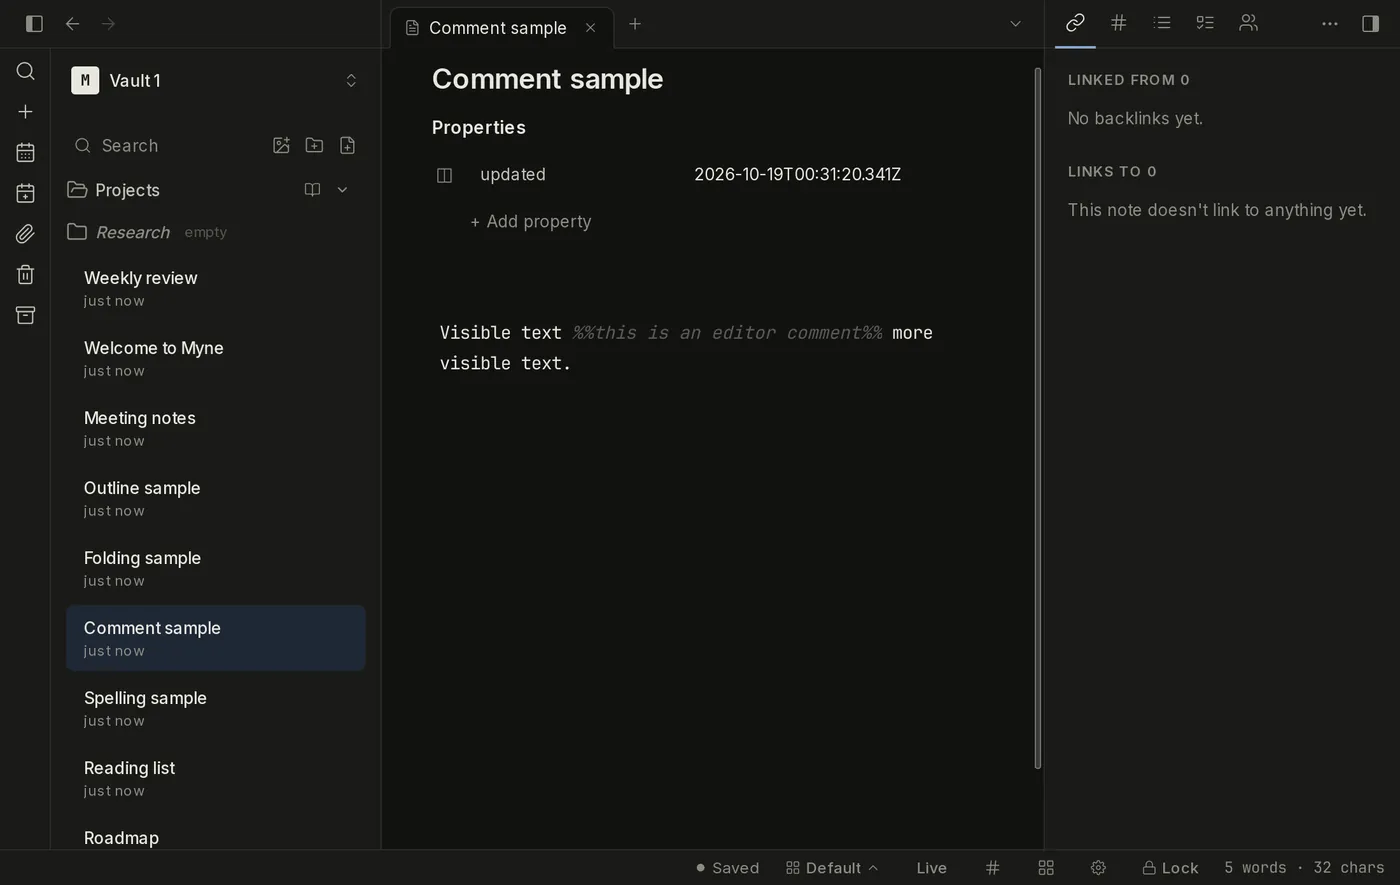 Comment sample
M Vault 1
Search
Projects
Research empty
Weekly review
just now
Welcome to Myne
just now
Meeting notes
just now
Outline sample
just now
Folding sample
just now
Comment sample
just now
Spelling sample
just now
Reading list
just now
Roadmap
Comment sample
Properties
updated 2026-10-19T00:31:20.341Z
+ Add property
Visible text %%this is an editor comment%% more
visible text.
LINKED FROM 0
No backlinks yet.
LINKS TO 0
This note doesn't link to anything yet.
Saved Default Live Lock 5 words · 32 chars